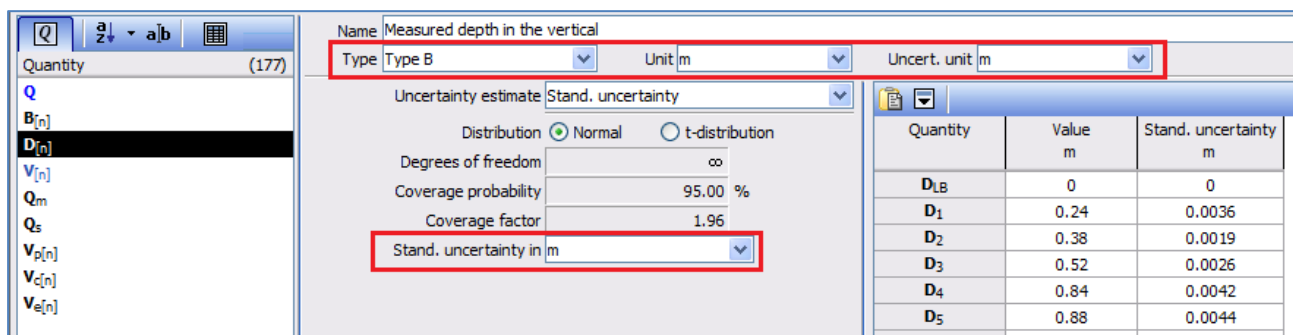 Q a z ab
Quantity (177)
Q
B[n]
D[n]
V[n]
Qm
Qs
Vp[n]
Vc[n]
Ve[n]
Name Measured depth in the vertical
Type Type B Unit m Uncert. unit m
Uncertainty estimate Stand. uncertainty
Distribution Normal t-distribution
Degrees of freedom ∞
Coverage probability 95.00 %
Coverage factor 1.96
Stand. uncertainty in m
Quantity Value Stand. uncertainty
m m
DLB 0 0
D1 0.24 0.0036
D2 0.38 0.0019
D3 0.52 0.0026
D4 0.84 0.0042
D5 0.88 0.0044